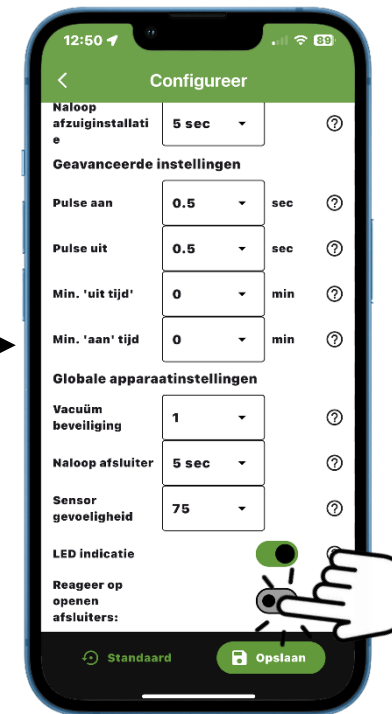 12:50
89
Configureer
Naloop
afzuiginstallati
e
5 sec
Geavanceerde instellingen
Pulse aan
0.5
sec
Pulse uit
0.5
sec
Min. 'uit tijd'
0
min
Min. 'aan' tijd
0
min
Globale apparaatinstellingen
Vacuüm
beveiliging
1
Naloop afsluiter
5 sec
Sensor
gevoeligheid
75
LED indicatie
Reageer op
openen
afsluiters:
Standaard
Opslaan